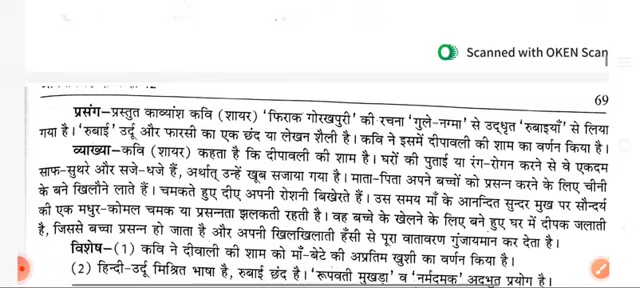 Scanned with OKEN Scan
69
प्रसंग-प्रस्तुत काव्यांश कवि (शायर) 'फिराक गोरखपुरी' की रचना 'गुले-नग्मा' से उद्धृत 'रुबाइयाँ' से लिया
गया है। 'रुबाई' उर्दू और फारसी का एक छंद या लेखन शैली है। कवि ने इसमें दीपावली की शाम का वर्णन किया है।
व्याख्या-कवि (शायर) कहता है कि दीपावली की शाम है। घरों की पुताई या रंग-रोगन करने से वे एकदम
साफ-सुथरे और सजे-धजे हैं, अर्थात् उन्हें खूब सजाया गया है। माता-पिता अपने बच्चों को प्रसन्न करने के लिए चीनी
के बने खिलौने लाते हैं। चमकते हुए दीए अपनी रोशनी बिखेरते हैं। उस समय माँ के आनन्दित सुन्दर मुख पर सौन्दर्य
की एक मधुर-कोमल चमक या प्रसन्नता झलकती रहती है। वह बच्चे के खेलने के लिए बने हुए घर में दीपक जलाती
है, जिससे बच्चा प्रसन्न हो जाता है और अपनी खिलखिलाती हँसी से पूरा वातावरण गुंजायमान कर देता है।
विशेष-(1) कवि ने दीवाली की शाम को माँ-बेटे की अप्रतिम खुशी का वर्णन किया है।
(2) हिन्दी-उर्दू मिश्रित भाषा है, रुबाई छंद है। 'रूपवती मुखड़ा' व 'नर्मदमक' अदभुत प्रयोग है।